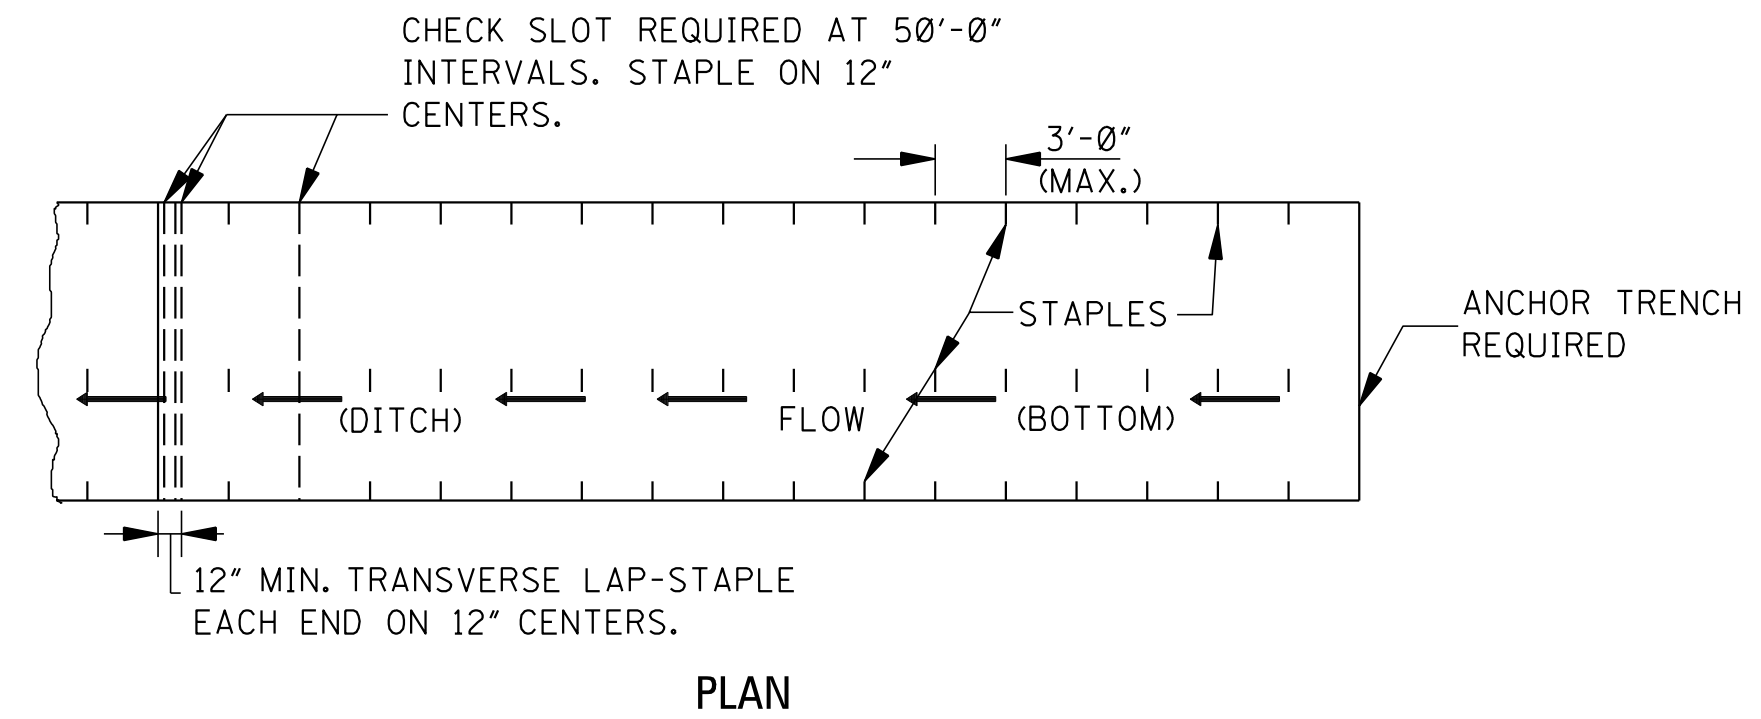 CHECK SLOT REQUIRED AT 50'-0"
INTERVALS. STAPLE ON 12"
CENTERS.
3'-0"
(MAX.)
STAPLES
ANCHOR TRENCH
REQUIRED
(DITCH)
FLOW
(BOTTOM)
12" MIN. TRANSVERSE LAP-STAPLE
EACH END ON 12" CENTERS.
PLAN